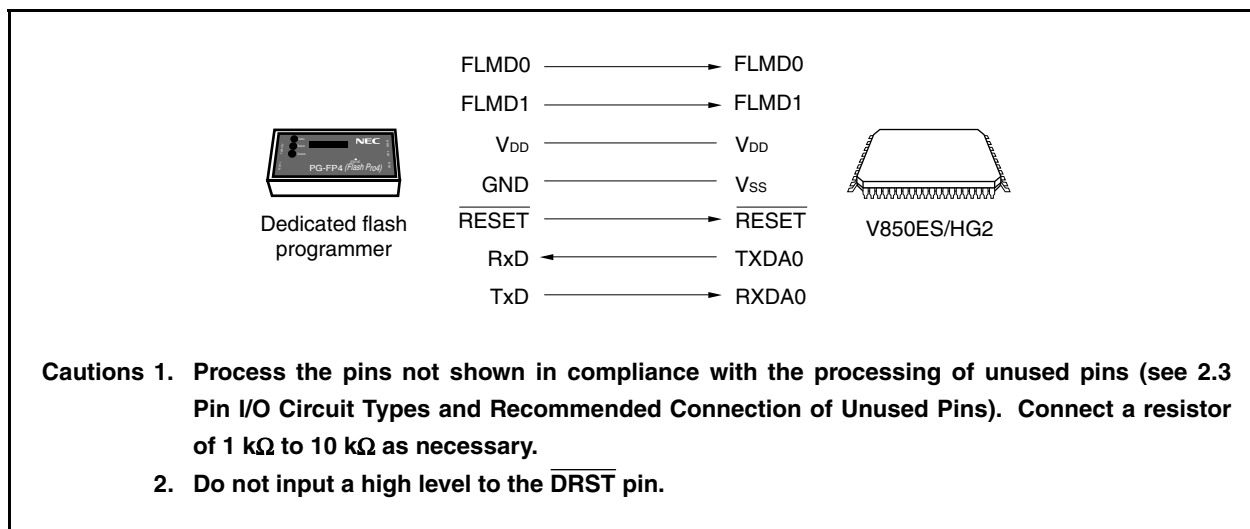 FLMD0 FLMD0
FLMD1 FLMD1
NEC
PG-FP4 (Flash Pro4)
VDD VDD
GND VSS
RESET RESET
Dedicated flash
programmer
V850ES/HG2
RxD TXDA0
TxD RXDA0
Cautions 1. Process the pins not shown in compliance with the processing of unused pins (see 2.3
Pin I/O Circuit Types and Recommended Connection of Unused Pins). Connect a resistor
of 1 kΩ to 10 kΩ as necessary.
2. Do not input a high level to the DRST pin.